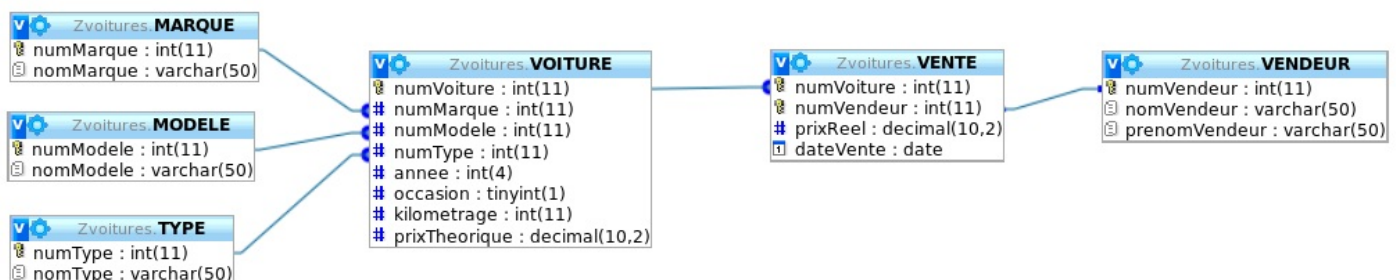 Zvoitures.MARQUE
numMarque : int(11)
nomMarque : varchar(50)
Zvoitures.MODELE
numModele : int(11)
nomModele : varchar(50)
Zvoitures.TYPE
numType : int(11)
nomType : varchar(50)
Zvoitures.VOITURE
numVoiture : int(11)
numMarque : int(11)
numModele : int(11)
numType : int(11)
annee : int(4)
occasion : tinyint(1)
kilometrage : int(11)
prixTheorique : decimal(10,2)
Zvoitures.VENTE
numVoiture : int(11)
numVendeur : int(11)
prixReel : decimal(10,2)
dateVente : date
Zvoitures.VENDEUR
numVendeur : int(11)
nomVendeur : varchar(50)
prenomVendeur : varchar(50)